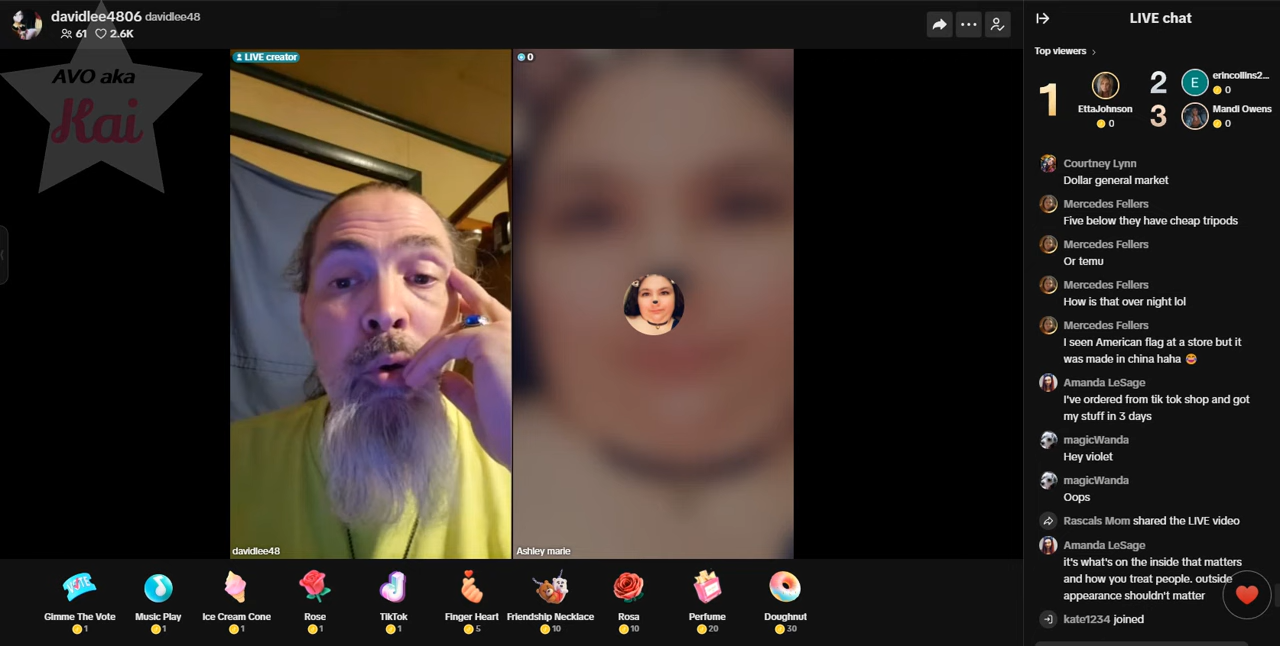 davidlee4806 davidlee48
61 2.6K
AVO aka
Kai
LIVE creator
0
davidlee48
Ashley marie
Gimme The Vote
1
Music Play
1
Ice Cream Cone
1
Rose
1
TikTok
1
Finger Heart
5
Friendship Necklace
10
Rosa
10
Perfume
20
Doughnut
30
LIVE chat
Top viewers
1
EttaJohnson
0
2
E
erincollins2...
0
3
Mandi Owens
0
Courtney Lynn
Dollar general market
Mercedes Fellers
Five below they have cheap tripods
Mercedes Fellers
Or temu
Mercedes Fellers
How is that over night lol
Mercedes Fellers
I seen American flag at a store but it
was made in china haha
Amanda LeSage
I've ordered from tik tok shop and got
my stuff in 3 days
magicWanda
Hey violet
magicWanda
Oops
Rascals Mom shared the LIVE video
Amanda LeSage
it's what's on the inside that matters
and how you treat people. outside
appearance shouldn't matter
kate1234 joined